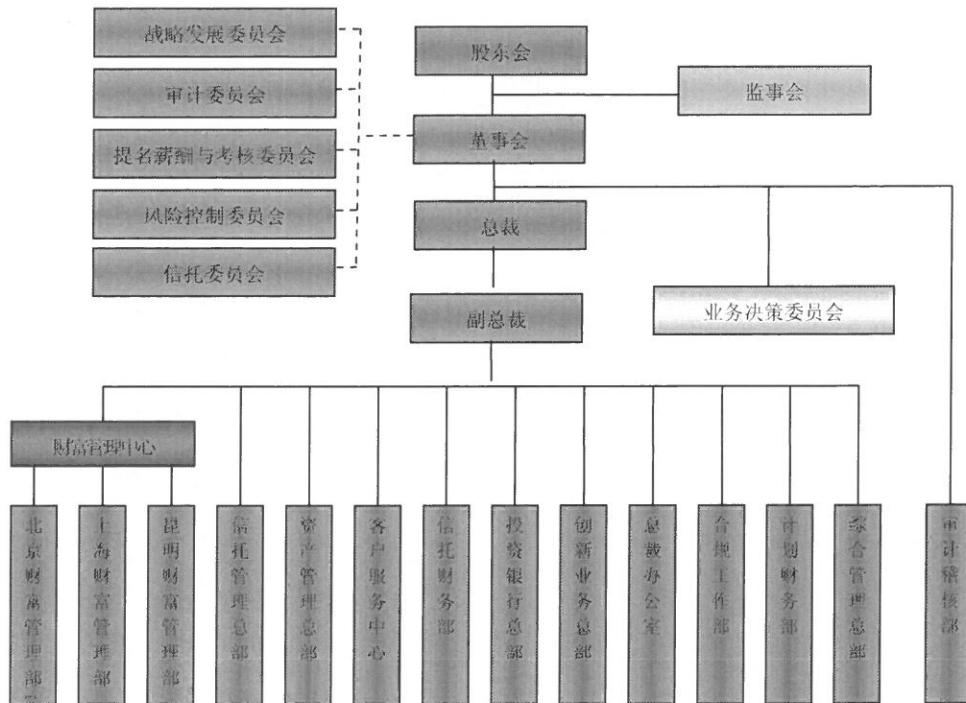 战略发展委员会
股东会
审计委员会
监事会
董事会
提名薪酬与考核委员会
风险控制委员会
总裁
信托委员会
业务决策委员会
副总裁
财富管理中心
北京财富管理部
上海财富管理部
昆明财富管理部
信托管理总部
资产管理总部
客户服务中心
信托财务部
投资银行总部
创新业务总部
总裁办公室
合规工作部
计划财务部
综合管理总部
审计稽核部